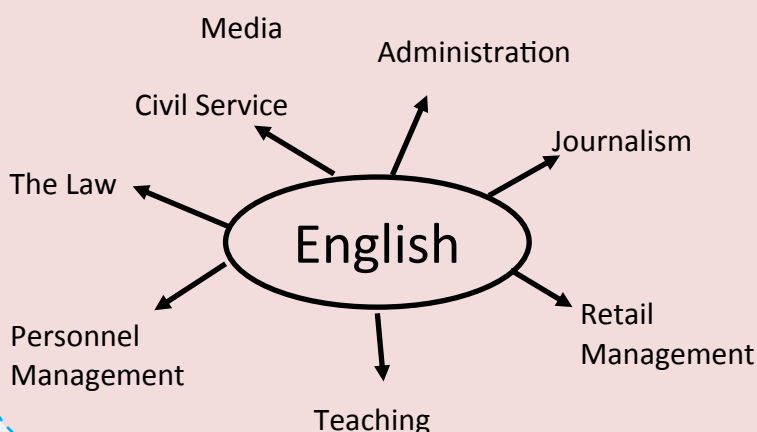 Media
Administration
Civil Service
Journalism
The Law
English
Retail
Management
Personnel
Management
Teaching